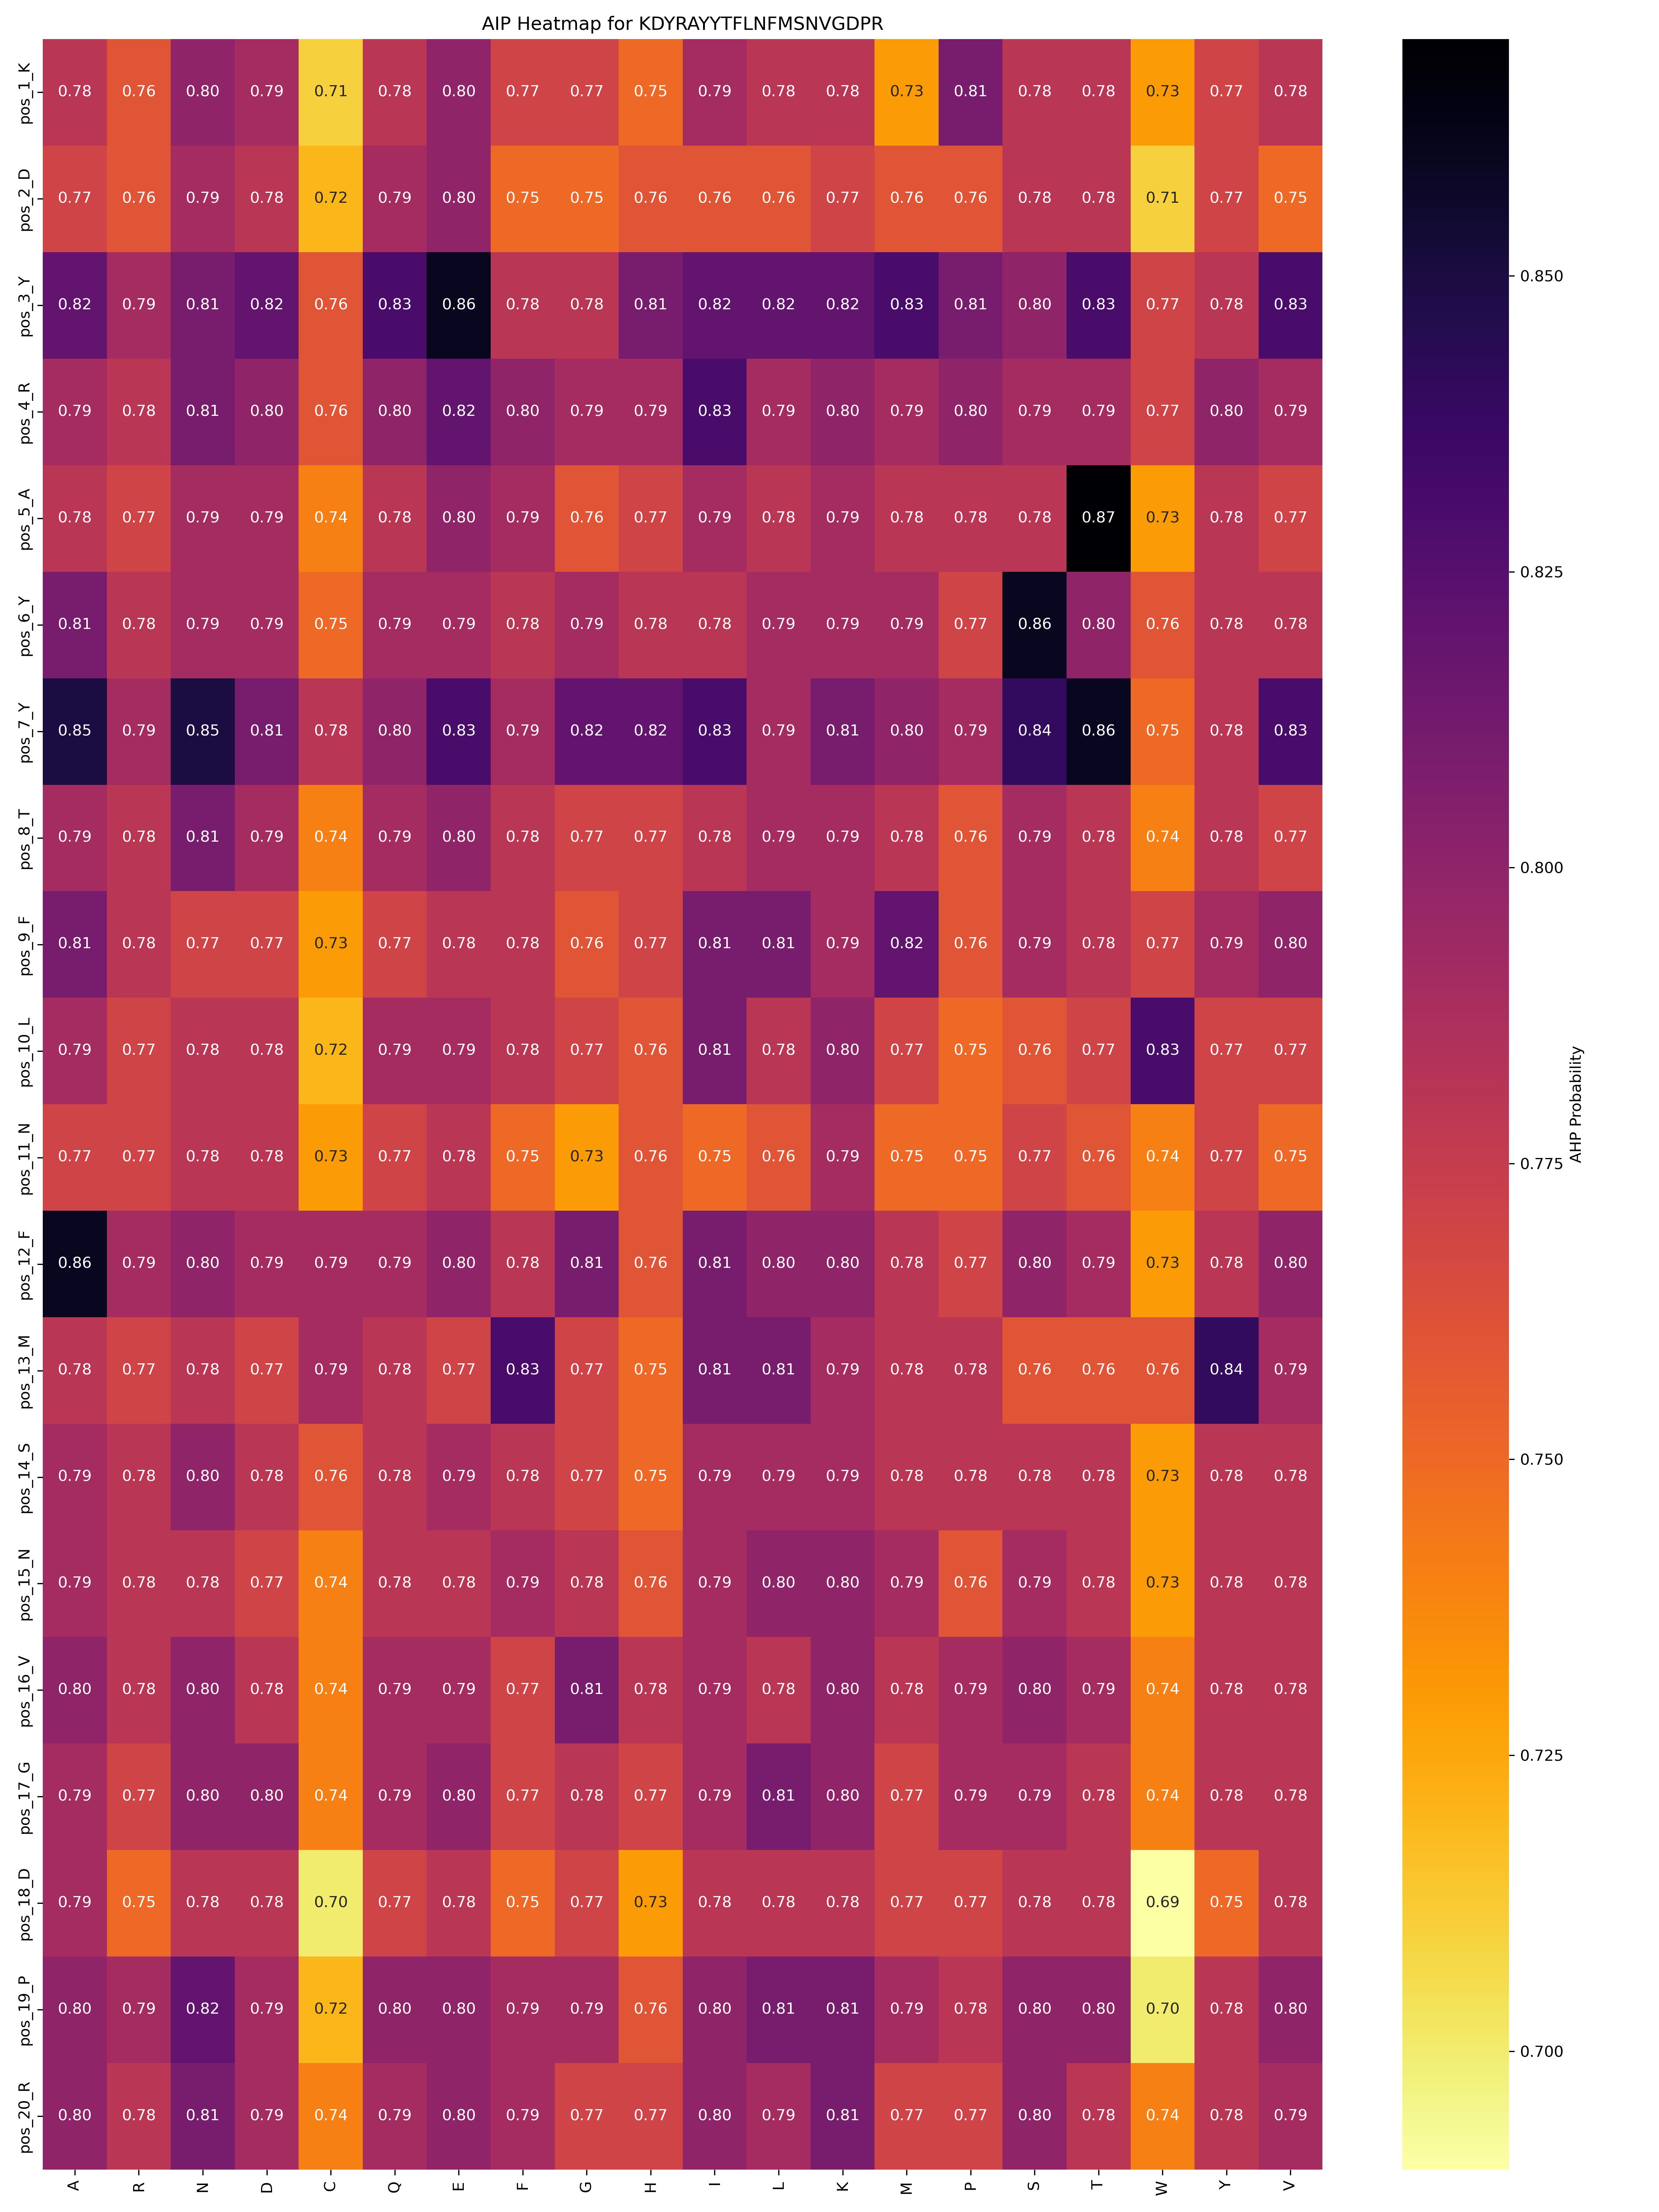 AIP Heatmap for KDYRAYYTFLNFMSNVGDPR
pos_1_K 0.78 0.76 0.80 0.79 0.71 0.78 0.80 0.77 0.77 0.75 0.79 0.78 0.78 0.73 0.81 0.78 0.78 0.73 0.77 0.78
pos_2_D 0.77 0.76 0.79 0.78 0.72 0.79 0.80 0.75 0.75 0.76 0.76 0.76 0.77 0.76 0.76 0.78 0.78 0.71 0.77 0.75
pos_3_Y 0.82 0.79 0.81 0.82 0.76 0.83 0.86 0.78 0.78 0.81 0.82 0.82 0.82 0.83 0.81 0.80 0.83 0.77 0.78 0.83
pos_4_R 0.79 0.78 0.81 0.80 0.76 0.80 0.82 0.80 0.79 0.79 0.83 0.79 0.80 0.79 0.80 0.79 0.79 0.77 0.80 0.79
pos_5_A 0.78 0.77 0.79 0.79 0.74 0.78 0.80 0.79 0.76 0.77 0.79 0.78 0.79 0.78 0.78 0.78 0.87 0.73 0.78 0.77
pos_6_Y 0.81 0.78 0.79 0.79 0.75 0.79 0.79 0.78 0.79 0.78 0.78 0.79 0.79 0.79 0.77 0.86 0.80 0.76 0.78 0.78
pos_7_Y 0.85 0.79 0.85 0.81 0.78 0.80 0.83 0.79 0.82 0.82 0.83 0.79 0.81 0.80 0.79 0.84 0.86 0.75 0.78 0.83
pos_8_T 0.79 0.78 0.81 0.79 0.74 0.79 0.80 0.78 0.77 0.77 0.78 0.79 0.79 0.78 0.76 0.79 0.78 0.74 0.78 0.77
pos_9_F 0.81 0.78 0.77 0.77 0.73 0.77 0.78 0.78 0.76 0.77 0.81 0.81 0.79 0.82 0.76 0.79 0.78 0.77 0.79 0.80
pos_10_L 0.79 0.77 0.78 0.78 0.72 0.79 0.79 0.78 0.77 0.76 0.81 0.78 0.80 0.77 0.75 0.76 0.77 0.83 0.77 0.77
pos_11_N 0.77 0.77 0.78 0.78 0.73 0.77 0.78 0.75 0.73 0.76 0.75 0.76 0.79 0.75 0.75 0.77 0.76 0.74 0.77 0.75
pos_12_F 0.86 0.79 0.80 0.79 0.79 0.79 0.80 0.78 0.81 0.76 0.81 0.80 0.80 0.78 0.77 0.80 0.79 0.73 0.78 0.80
pos_13_M 0.78 0.77 0.78 0.77 0.79 0.78 0.77 0.83 0.77 0.75 0.81 0.81 0.79 0.78 0.78 0.76 0.76 0.76 0.84 0.79
pos_14_S 0.79 0.78 0.80 0.78 0.76 0.78 0.79 0.78 0.77 0.75 0.79 0.79 0.79 0.78 0.78 0.78 0.78 0.73 0.78 0.78
pos_15_N 0.79 0.78 0.78 0.77 0.74 0.78 0.78 0.79 0.78 0.76 0.79 0.80 0.80 0.79 0.76 0.79 0.78 0.73 0.78 0.78
pos_16_V 0.80 0.78 0.80 0.78 0.74 0.79 0.79 0.77 0.81 0.78 0.79 0.78 0.80 0.78 0.79 0.80 0.79 0.74 0.78 0.78
pos_17_G 0.79 0.77 0.80 0.80 0.74 0.79 0.80 0.77 0.78 0.77 0.79 0.81 0.80 0.77 0.79 0.79 0.78 0.74 0.78 0.78
pos_18_D 0.79 0.75 0.78 0.78 0.70 0.77 0.78 0.75 0.77 0.73 0.78 0.78 0.78 0.77 0.77 0.78 0.78 0.69 0.75 0.78
pos_19_P 0.80 0.79 0.82 0.79 0.72 0.80 0.80 0.79 0.79 0.76 0.80 0.81 0.81 0.79 0.78 0.80 0.80 0.70 0.78 0.80
pos_20_R 0.80 0.78 0.81 0.79 0.74 0.79 0.80 0.79 0.77 0.77 0.80 0.79 0.81 0.77 0.77 0.80 0.78 0.74 0.78 0.79
A R N D C Q E F G H I L K M P S T W Y V
0.850
0.825
0.800
0.775
0.750
0.725
0.700
AHP Probability